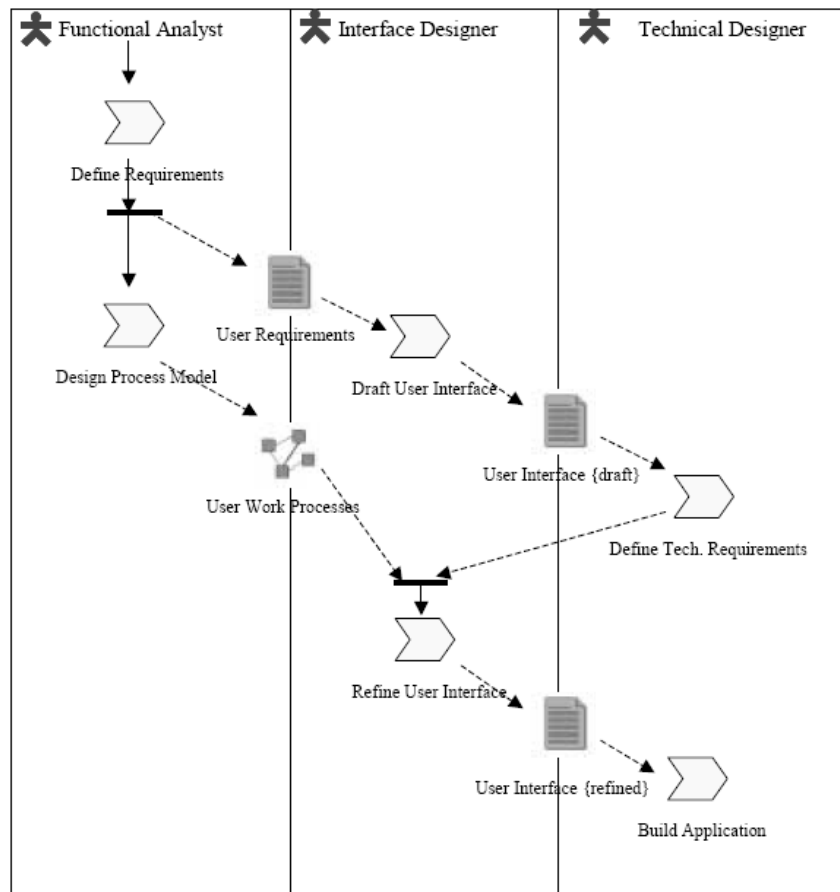 Functional Analyst
Interface Designer
Technical Designer
Define Requirements
User Requirements
Design Process Model
Draft User Interface
User Interface {draft}
User Work Processes
Define Tech. Requirements
Refine User Interface
User Interface {refined}
Build Application